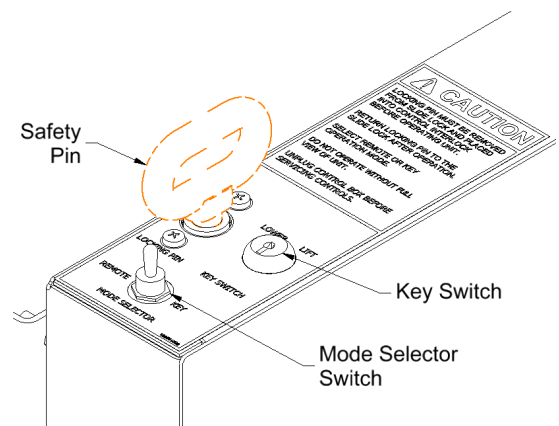 CAUTION
LOCKING PIN MUST BE REMOVED
FROM SLIDE LOCK AND PLACED
INTO CONTROL INTERLOCK
BEFORE OPERATING UNIT.
RETURN LOCKING PIN TO THE
SLIDE LOCK AFTER OPERATION.
SELECT REMOTE OR KEY
OPERATION MODE.
DO NOT OPERATE WITHOUT FULL
VIEW OF UNIT.
UNPLUG CONTROL BOX BEFORE
SERVICING CONTROLS.
Safety
Pin
LOWER
LIFT
LOCKING PIN
REMOTE
KEY SWITCH
KEY
MODE SELECTOR
Key Switch
Mode Selector
Switch